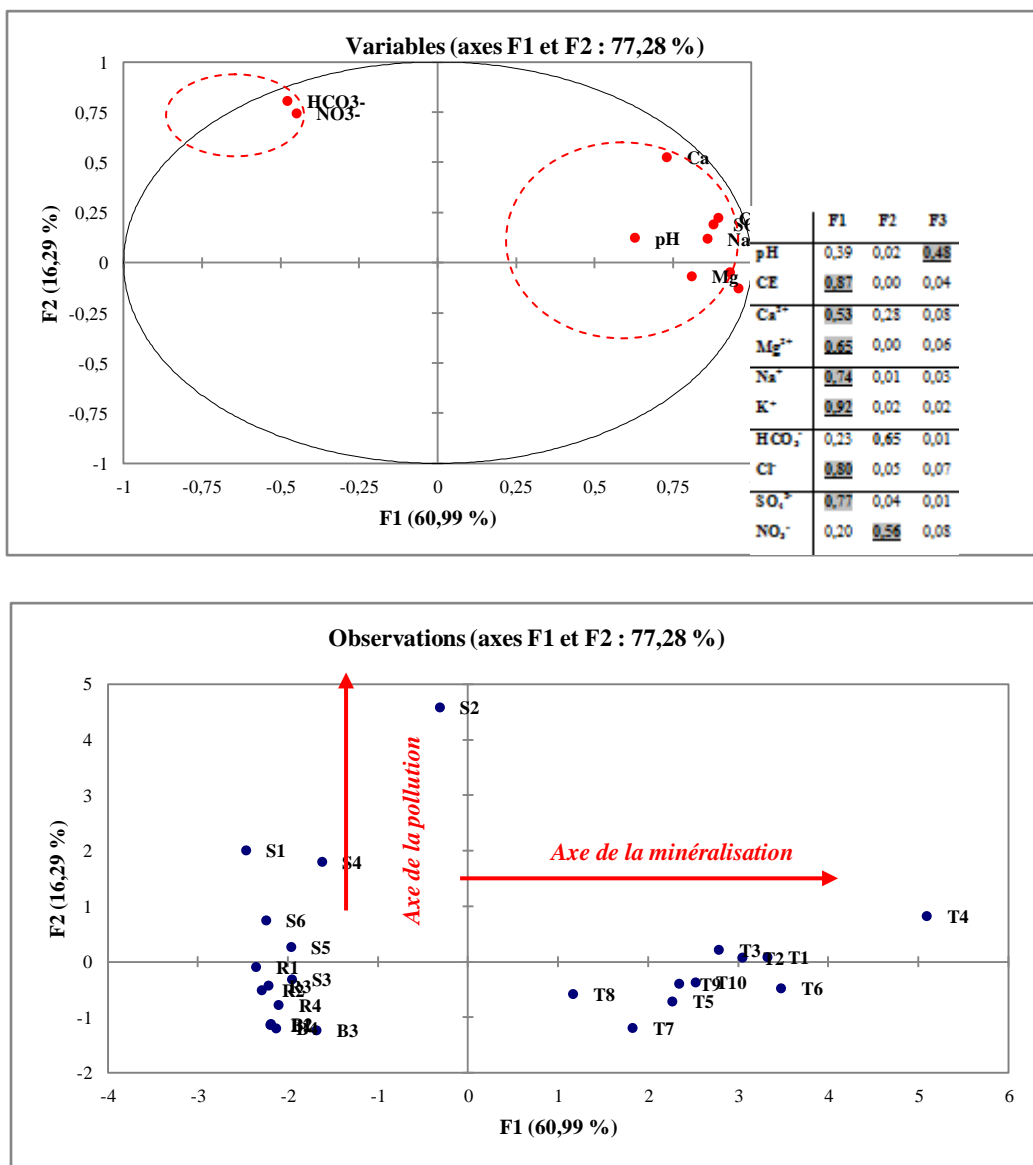 Variables (axes F1 et F2 : 77,28 %)
F2 (16,29 %)
1
0,75
0,5
0,25
0
-0,25
-0,5
-0,75
-1
HCO3-
NO3-
Ca
pH
Na
Mg
-1 -0,75 -0,5 -0,25 0 0,25 0,5 0,75
F1 (60,99 %)
F1 F2 F3
pH 0,39 0,02 0,48
CE 0,87 0,00 0,04
Ca²⁺ 0,53 0,28 0,08
Mg²⁺ 0,65 0,00 0,06
Na⁺ 0,74 0,01 0,03
K⁺ 0,92 0,02 0,02
HCO₃⁻ 0,23 0,65 0,01
Cl⁻ 0,80 0,05 0,07
SO₄²⁻ 0,77 0,04 0,01
NO₃⁻ 0,20 0,56 0,08
Observations (axes F1 et F2 : 77,28 %)
F2 (16,29 %)
5
4
3
2
1
0
-1
-2
S2
Axe de la pollution
Axe de la minéralisation
S1
S4
S6
S5
R1
S3
R3
R2
R4
B4
B3
T4
T3
T2
T1
T9
T10
T6
T8
T5
T7
-4 -3 -2 -1 0 1 2 3 4 5 6
F1 (60,99 %)